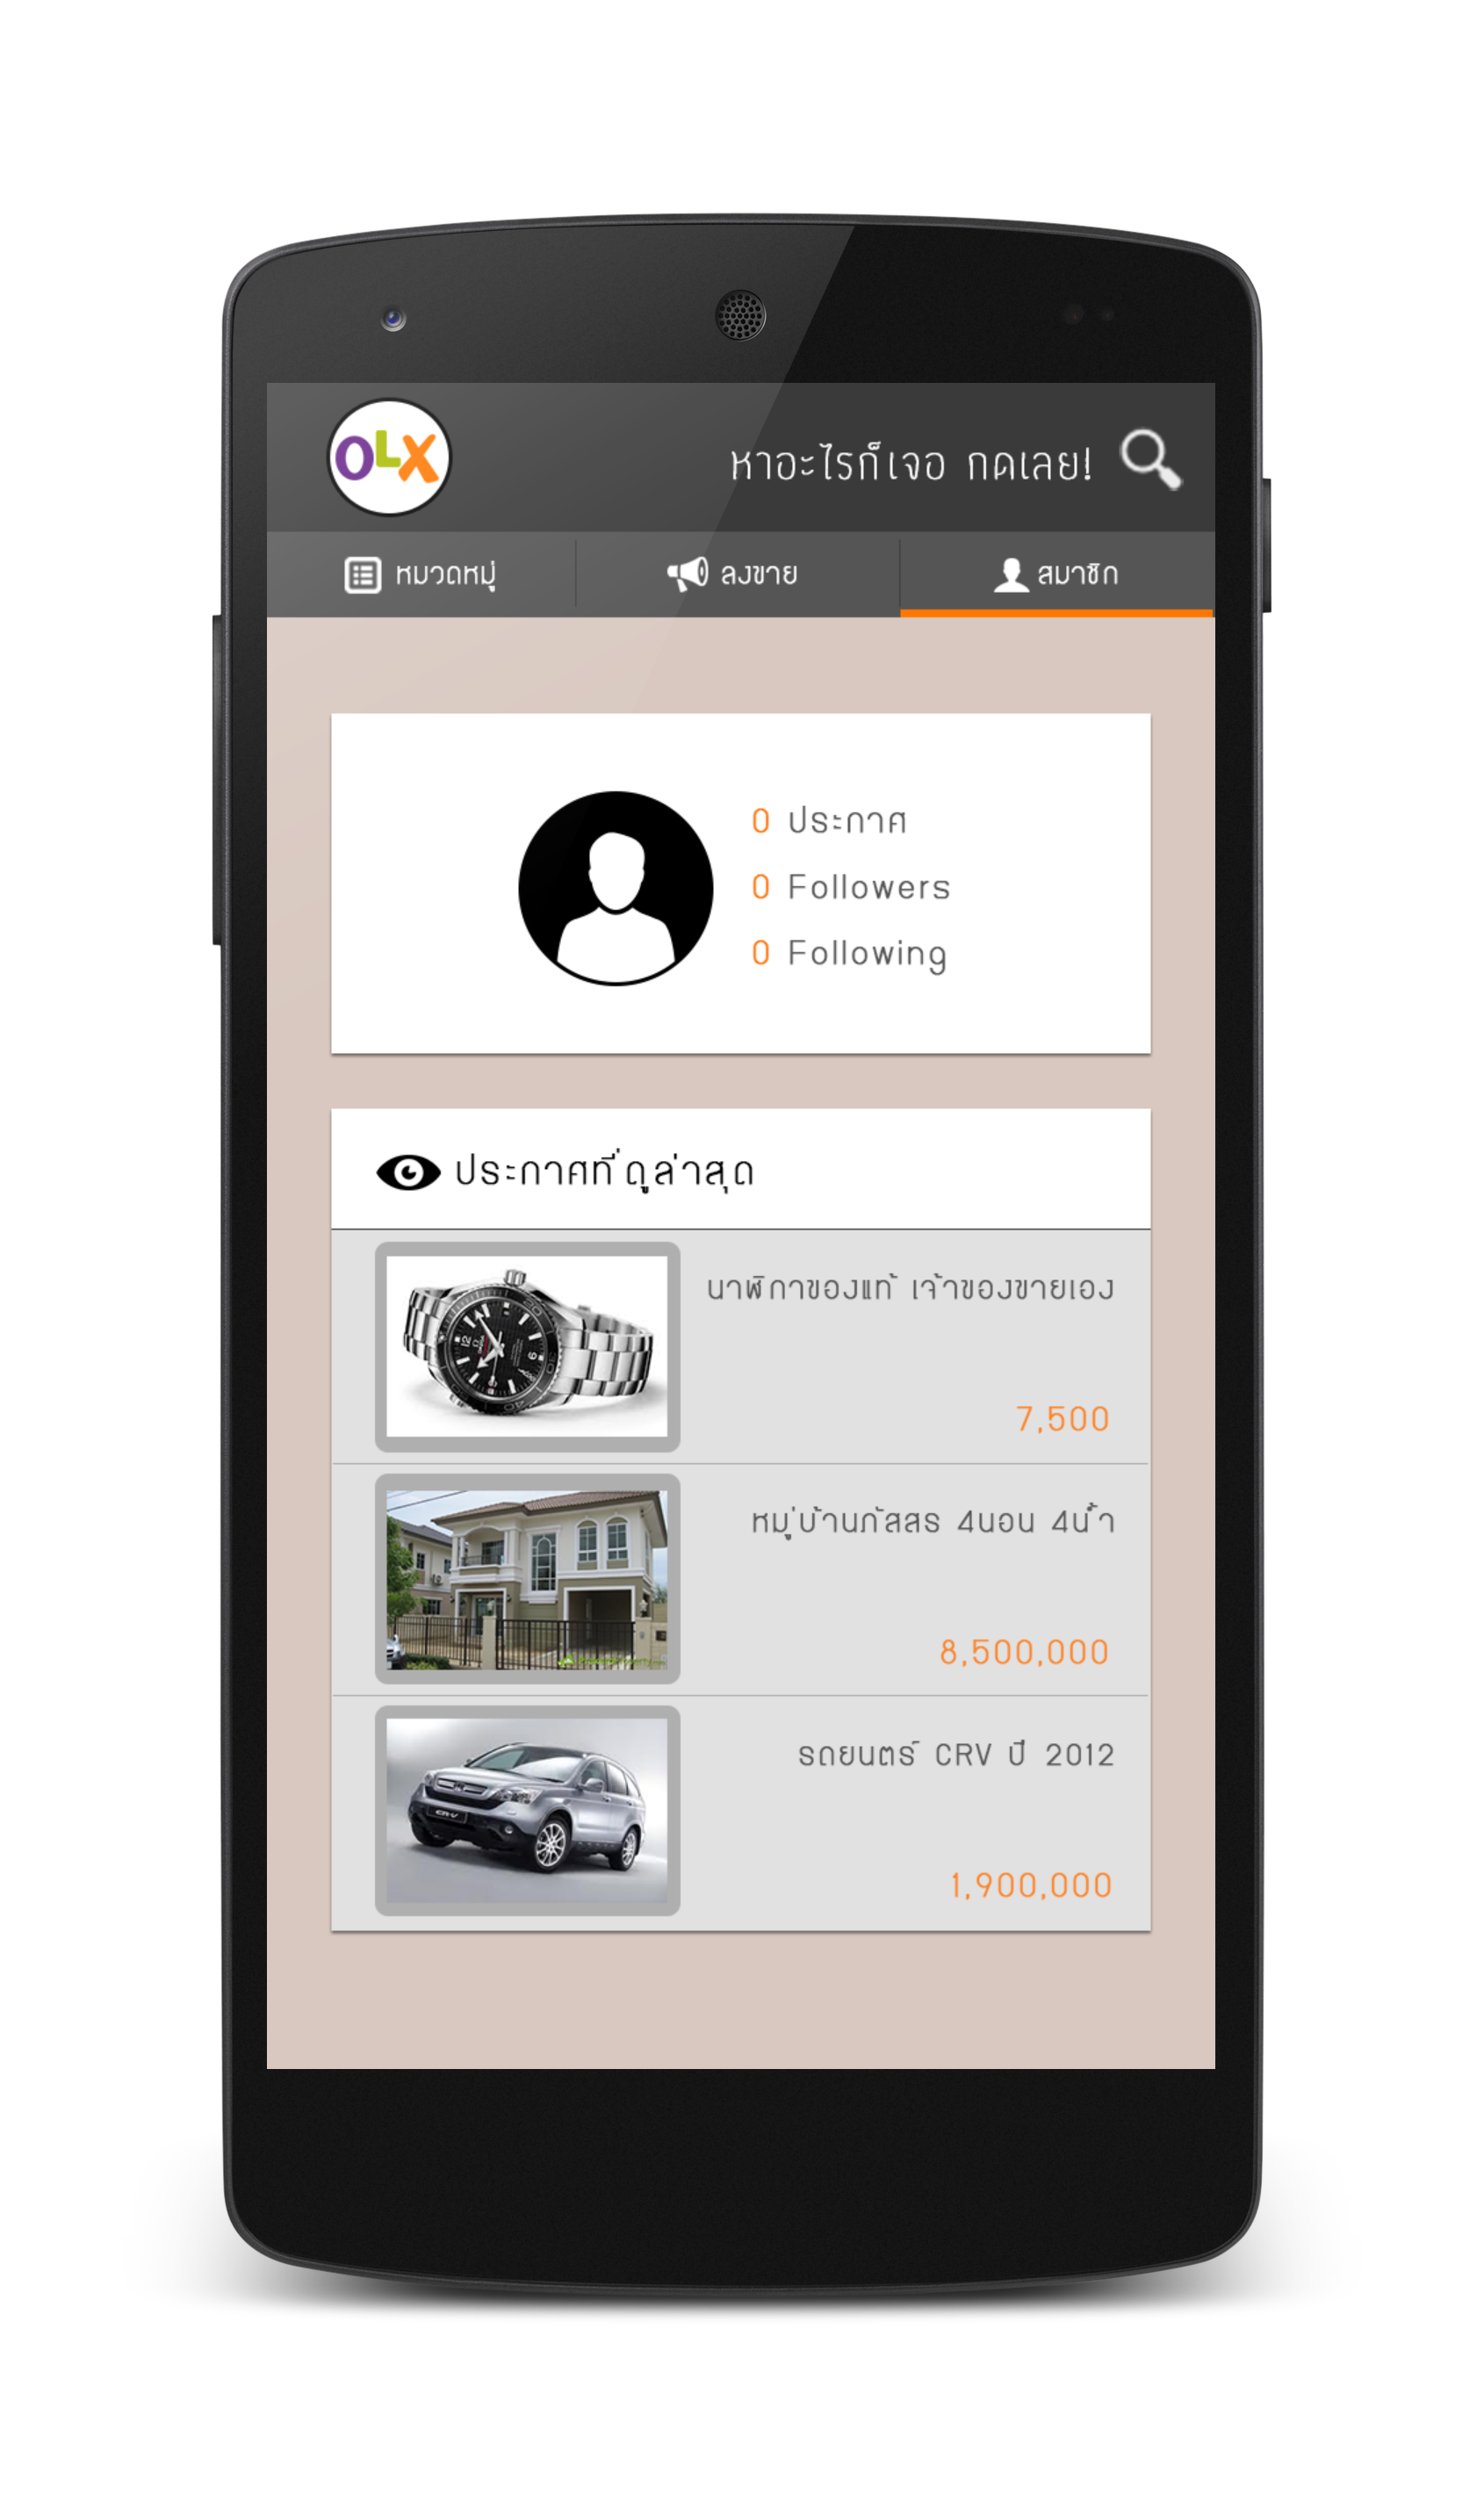 OLX
หาอะไรก็เจอ กดเลย!
หมวดหมู่
ลงขาย
สมาชิก
0 ประกาศ
0 Followers
0 Following
ประกาศที่ดูล่าสุด
นาฬิกาของแท้ เจ้าของขายเอง
7,500
หมู่บ้านภัสสร 4นอน 4น้ำ
8,500,000
CR-V
รถยนตร์ CRV ปี 2012
1,900,000